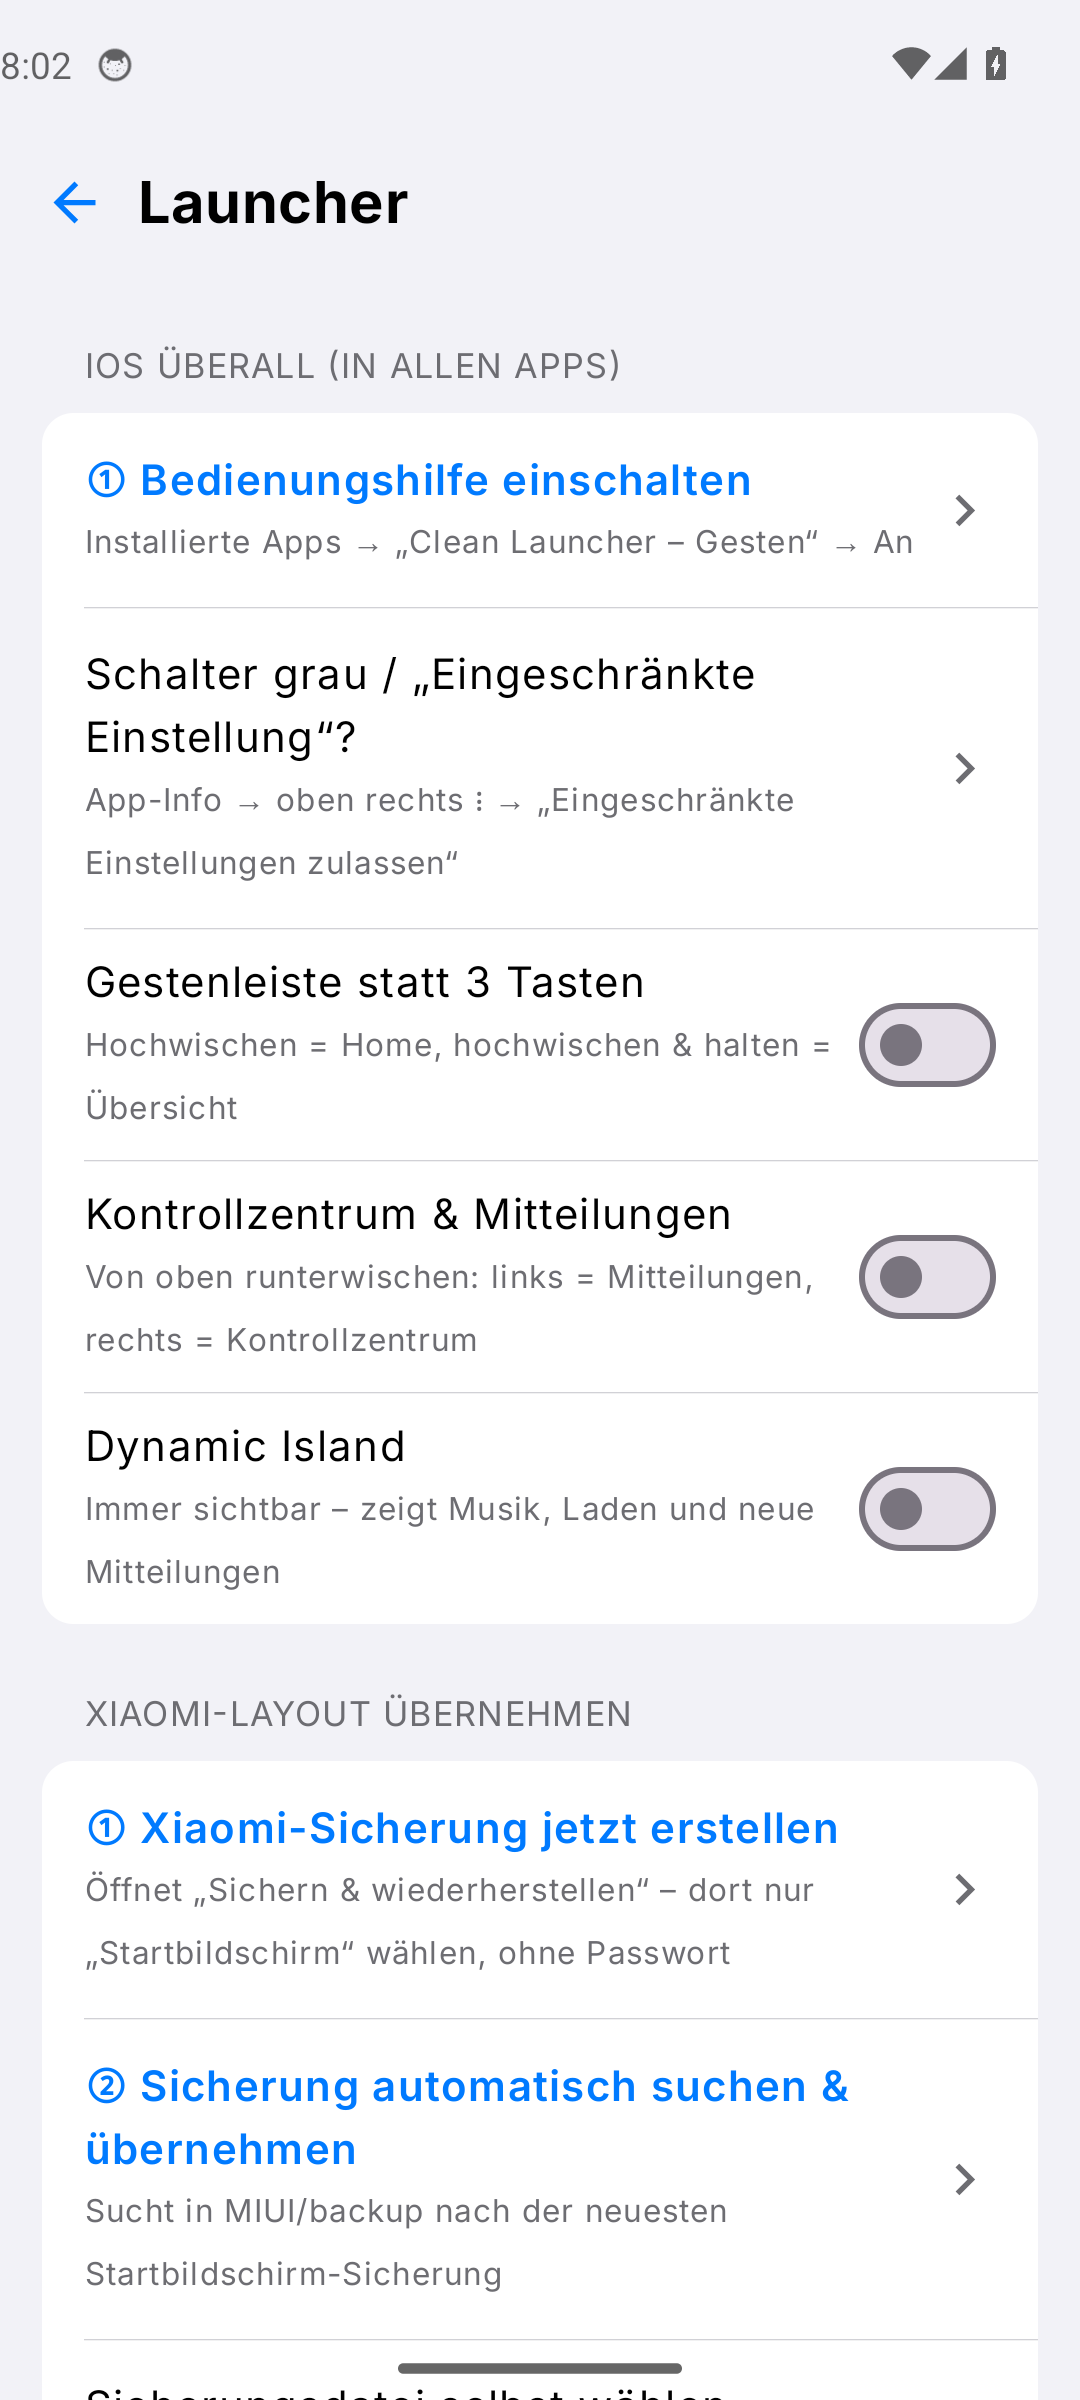 8:02
Launcher
IOS ÜBERALL (IN ALLEN APPS)
① Bedienungshilfe einschalten
Installierte Apps → „Clean Launcher – Gesten“ → An
Schalter grau / „Eingeschränkte
Einstellung“?
App-Info → oben rechts ⋮ → „Eingeschränkte
Einstellungen zulassen“
Gestenleiste statt 3 Tasten
Hochwischen = Home, hochwischen & halten =
Übersicht
Kontrollzentrum & Mitteilungen
Von oben runterwischen: links = Mitteilungen,
rechts = Kontrollzentrum
Dynamic Island
Immer sichtbar – zeigt Musik, Laden und neue
Mitteilungen
XIAOMI-LAYOUT ÜBERNEHMEN
① Xiaomi-Sicherung jetzt erstellen
Öffnet „Sichern & wiederherstellen“ – dort nur
„Startbildschirm“ wählen, ohne Passwort
② Sicherung automatisch suchen &
übernehmen
Sucht in MIUI/backup nach der neuesten
Startbildschirm-Sicherung
Sicherungsdatei selbst wählen